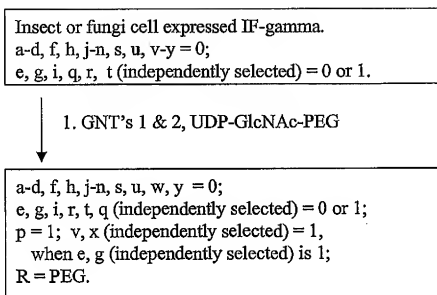 Insect or fungi cell expressed IF-gamma.
a-d, f, h, j-n, s, u, v-y = 0;
e, g, i, q, r, t (independently selected) = 0 or 1.
1. GNT's 1 & 2, UDP-GlcNAc-PEG
a-d, f, h, j-n, s, u, w, y = 0;
e, g, i, r, t, q (independently selected) = 0 or 1;
p = 1; v, x (independently selected) = 1,
when e, g (independently selected) is 1;
R = PEG.